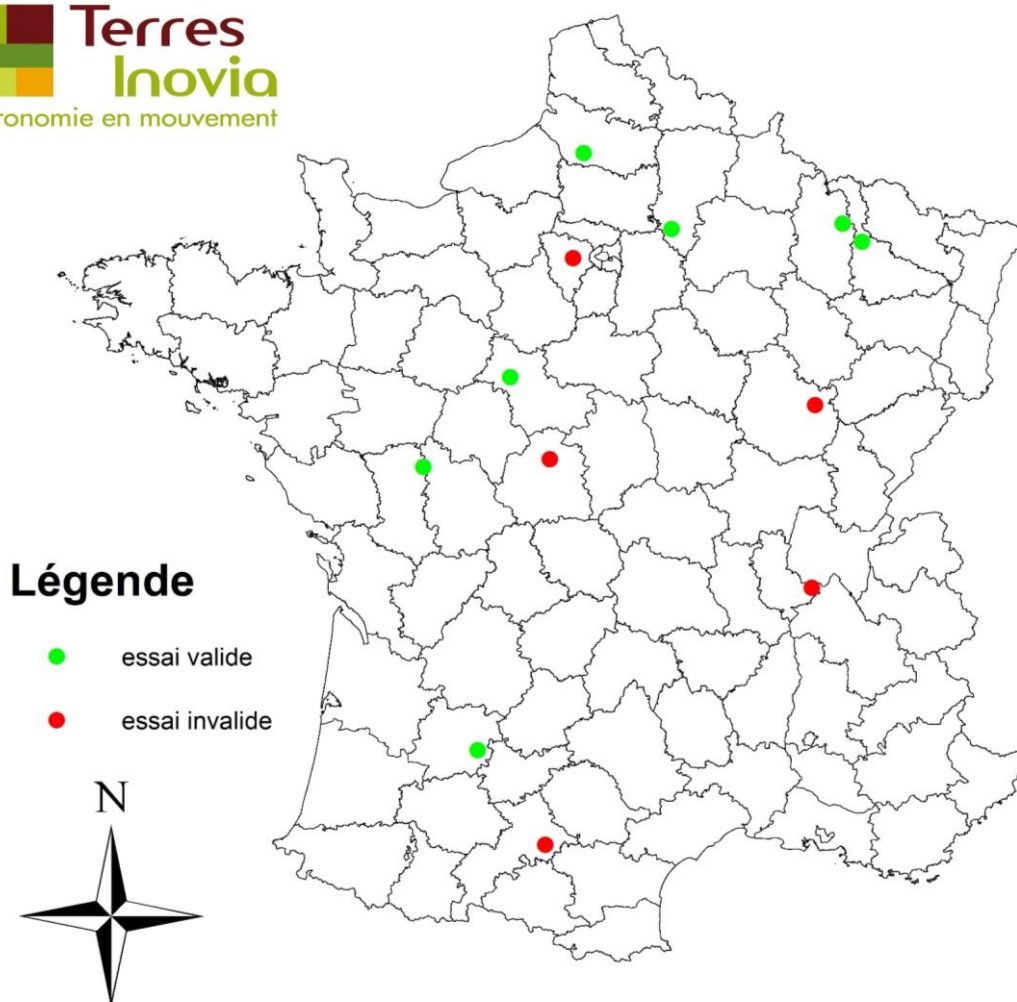 Terres
Inovia
ronomie en mouvement
Légende
essai valide
essai invalide
N